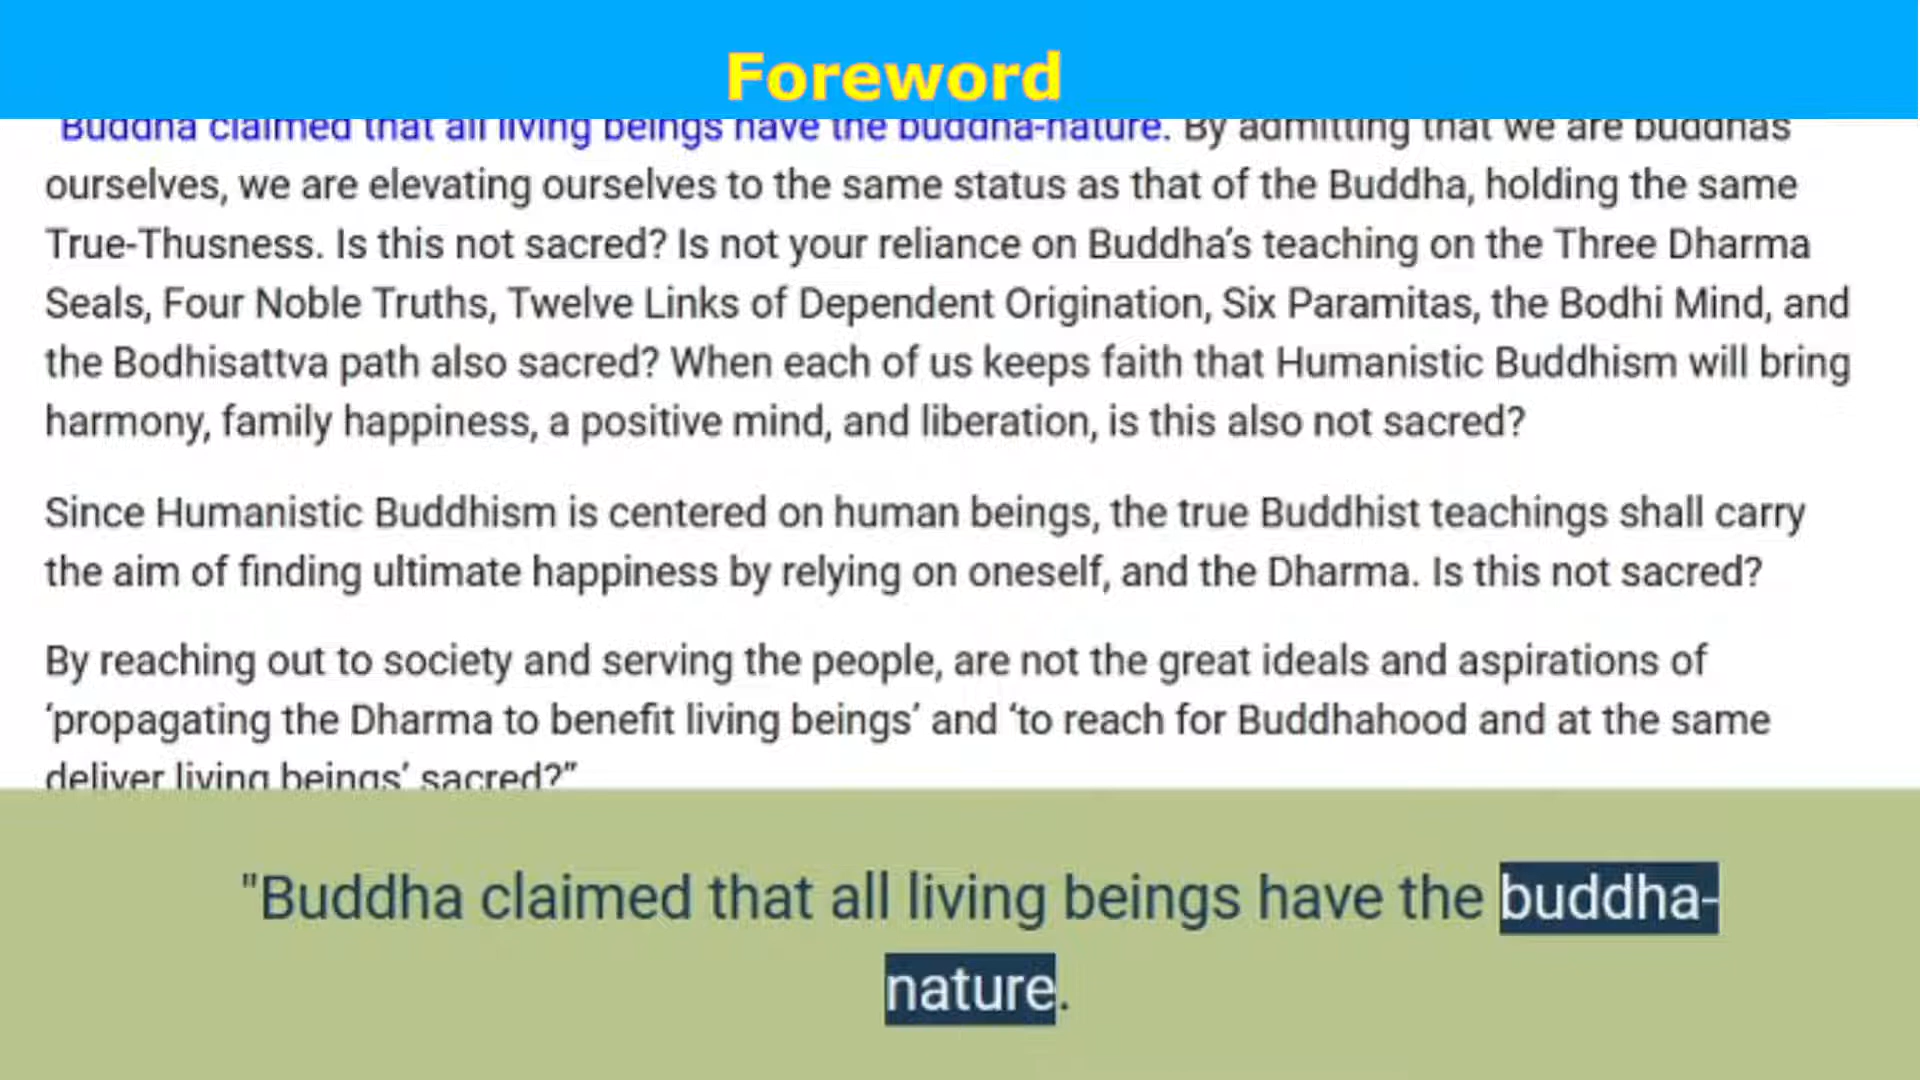 Foreword
"Buddha claimed that all living beings have the buddha-nature. By admitting that we are buddhas
ourselves, we are elevating ourselves to the same status as that of the Buddha, holding the same
True-Thusness. Is this not sacred? Is not your reliance on Buddha’s teaching on the Three Dharma
Seals, Four Noble Truths, Twelve Links of Dependent Origination, Six Paramitas, the Bodhi Mind, and
the Bodhisattva path also sacred? When each of us keeps faith that Humanistic Buddhism will bring
harmony, family happiness, a positive mind, and liberation, is this also not sacred?
Since Humanistic Buddhism is centered on human beings, the true Buddhist teachings shall carry
the aim of finding ultimate happiness by relying on oneself, and the Dharma. Is this not sacred?
By reaching out to society and serving the people, are not the great ideals and aspirations of
‘propagating the Dharma to benefit living beings’ and ‘to reach for Buddhahood and at the same
deliver living beings’ sacred?”
"Buddha claimed that all living beings have the buddha-
nature.